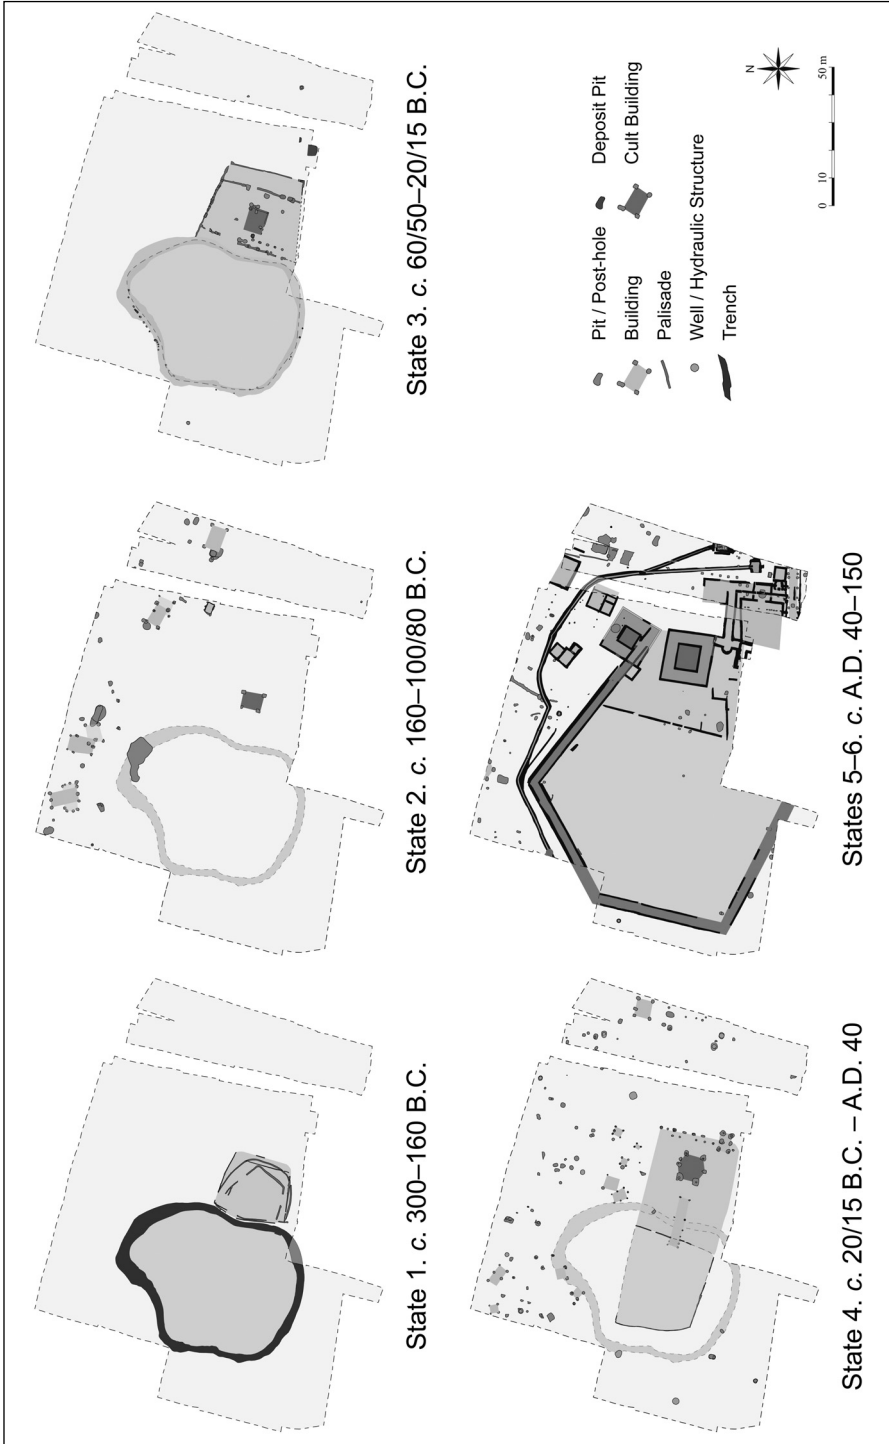 State 1. c. 300–160 B.C.
State 2. c. 160–100/80 B.C.
State 3. c. 60/50–20/15 B.C.
State 4. c. 20/15 B.C. – A.D. 40
States 5–6. c. A.D. 40–150
Pit / Post-hole
Deposit Pit
Building
Cult Building
Palisade
Well / Hydraulic Structure
Trench
N
0 10 50 m